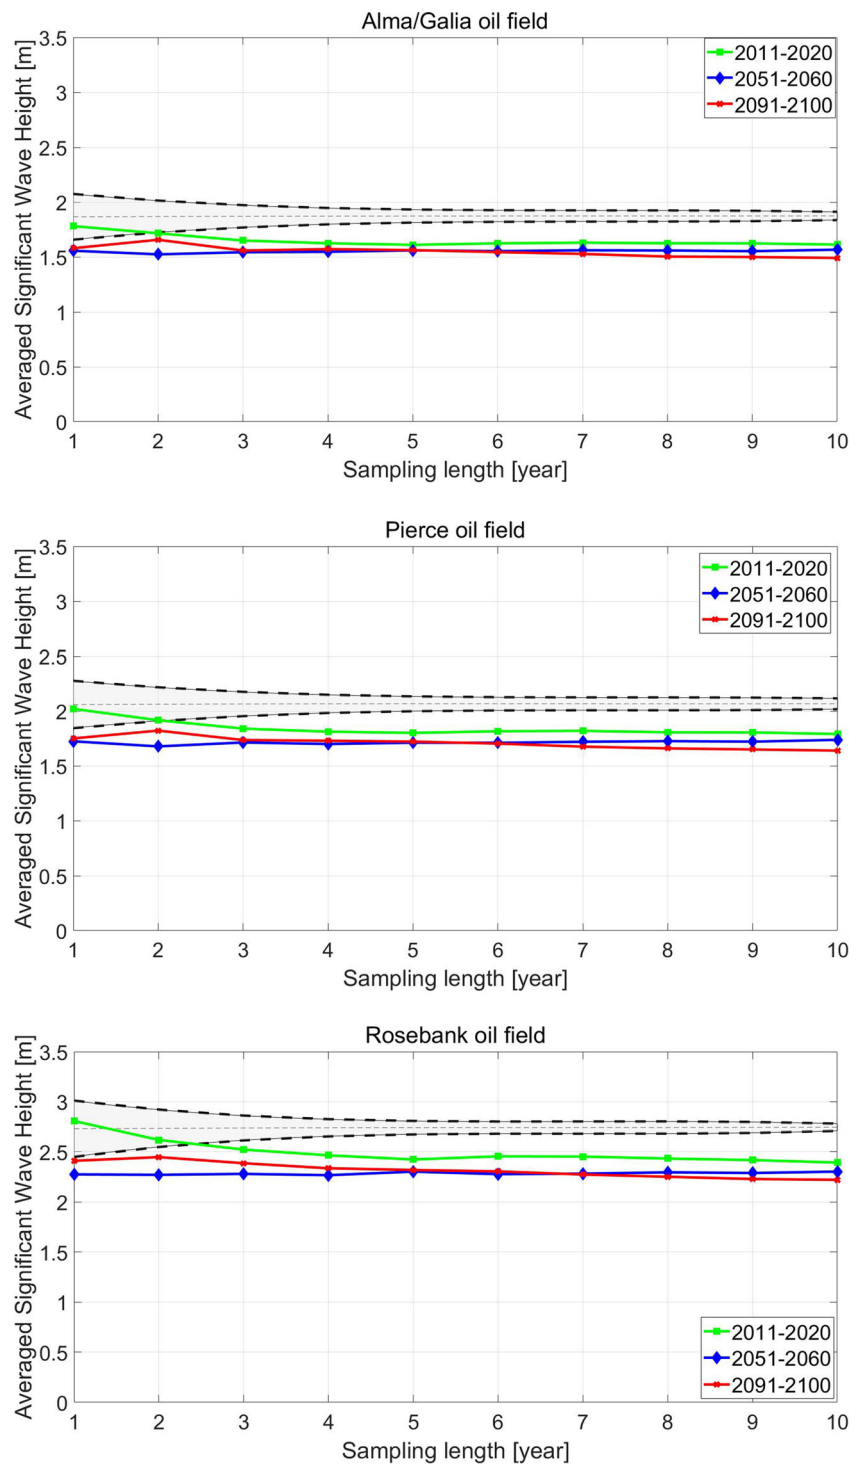 Alma/Galia oil field
Averaged Significant Wave Height [m]
3.5
3
2.5
2
1.5
1
0.5
0
2011-2020
2051-2060
2091-2100
1 2 3 4 5 6 7 8 9 10
Sampling length [year]
Pierce oil field
Averaged Significant Wave Height [m]
3.5
3
2.5
2
1.5
1
0.5
0
2011-2020
2051-2060
2091-2100
1 2 3 4 5 6 7 8 9 10
Sampling length [year]
Rosebank oil field
Averaged Significant Wave Height [m]
3.5
3
2.5
2
1.5
1
0.5
0
2011-2020
2051-2060
2091-2100
1 2 3 4 5 6 7 8 9 10
Sampling length [year]